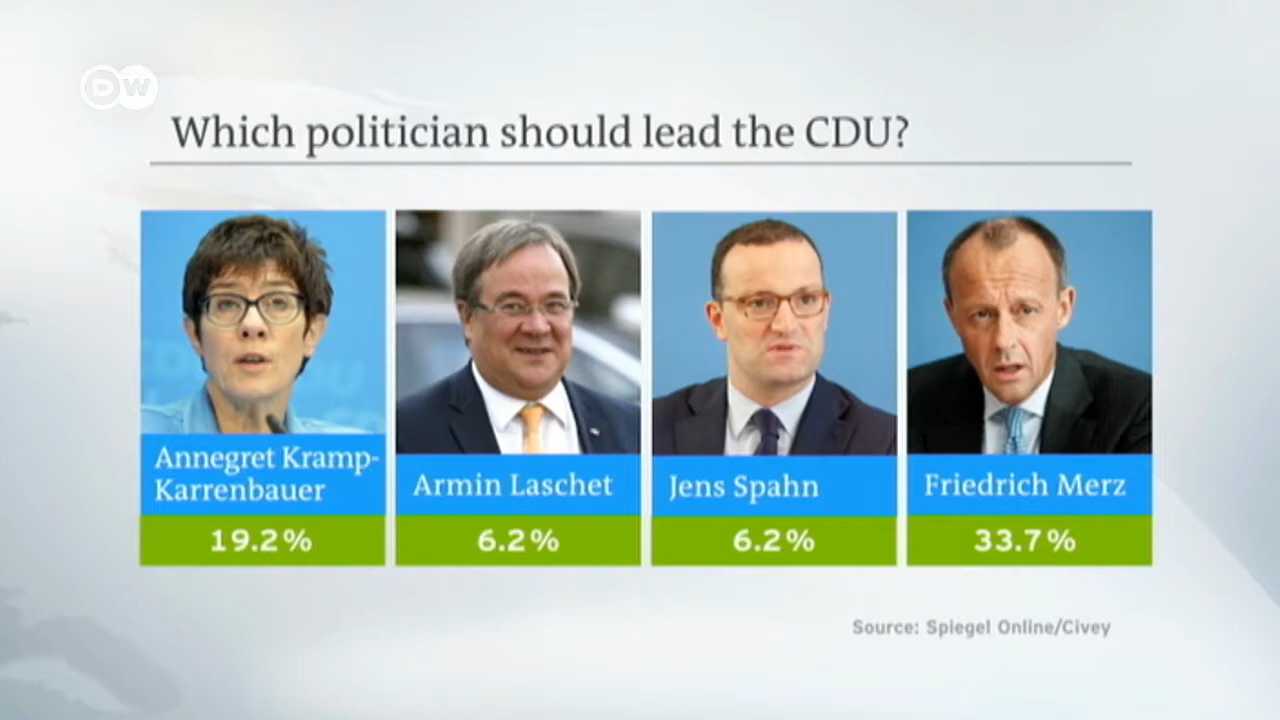 DW
Which politician should lead the CDU?
Annegret Kramp-
Karrenbauer
19.2%
Armin Laschet
6.2%
Jens Spahn
6.2%
Friedrich Merz
33.7%
Source: Spiegel Online/Civey